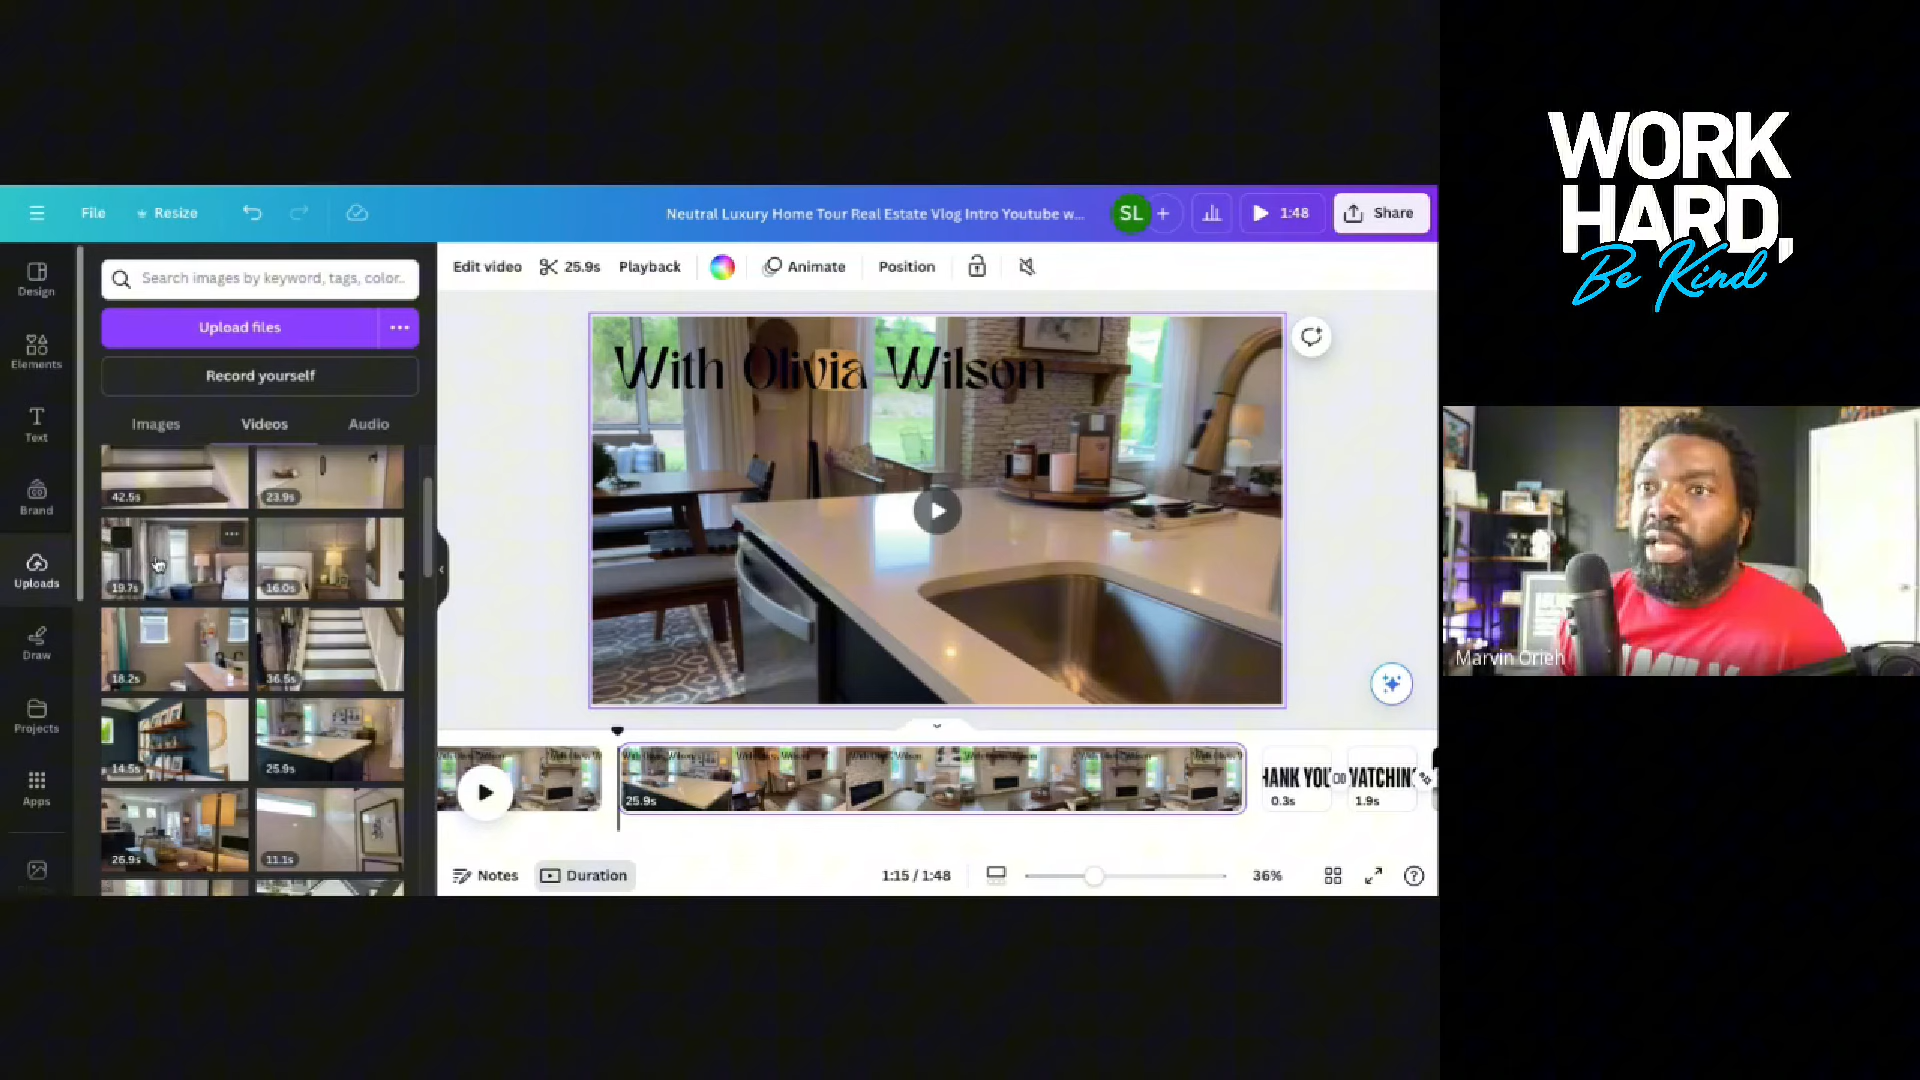 WORK
HARD,
Be Kind
File
Resize
Neutral Luxury Home Tour Real Estate Vlog Intro Youtube w...
SL
+
1:48
Share
Design
Elements
Text
Brand
Uploads
Draw
Projects
Apps
Search images by keyword, tags, color..
Upload files
Record yourself
Images
Videos
Audio
42.5s
23.9s
19.7s
16.0s
18.2s
36.5s
14.5s
25.9s
26.9s
11.1s
Edit video
25.9s
Playback
Animate
Position
With Olivia Wilson
25.9s
HANK YOU
0.3s
WATCHIN
1.9s
Notes
Duration
1:15 / 1:48
36%
Marvin Orieh